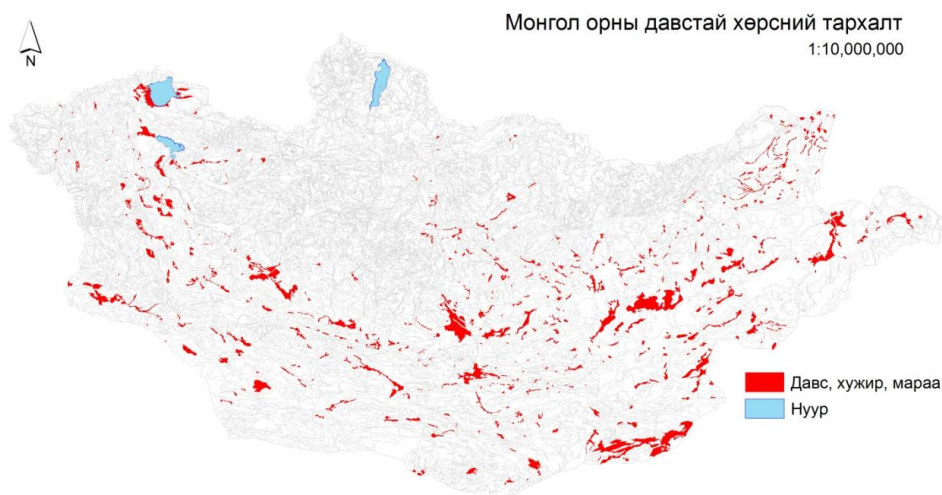 Монгол орны давстай хөрсний тархалт
1:10,000,000
N
Давс, хужир, мараа
Нуур